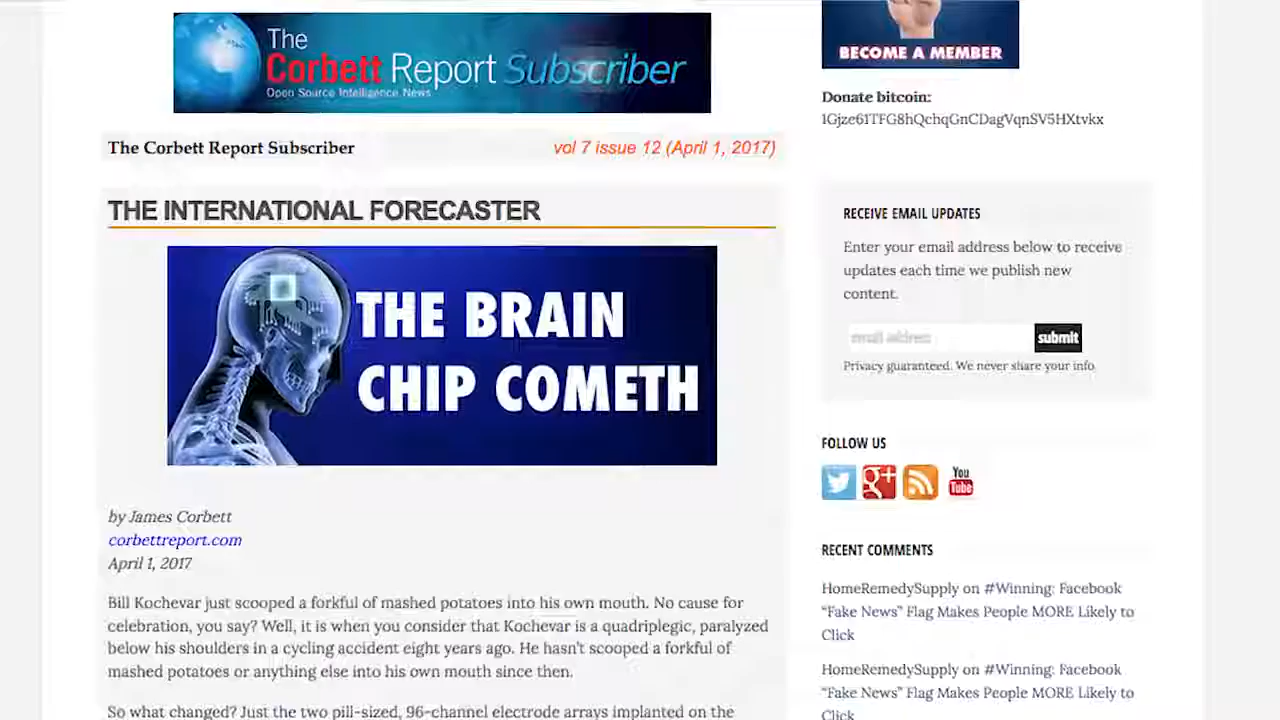 The
Corbett Report Subscriber
Open Source Intelligence News
The Corbett Report Subscriber vol 7 issue 12 (April 1, 2017)
THE INTERNATIONAL FORECASTER
THE BRAIN
CHIP COMETH
by James Corbett
corbettreport.com
April 1, 2017
Bill Kochevar just scooped a forkful of mashed potatoes into his own mouth. No cause for
celebration, you say? Well, it is when you consider that Kochevar is a quadriplegic, paralyzed
below his shoulders in a cycling accident eight years ago. He hasn't scooped a forkful of
mashed potatoes or anything else into his own mouth since then.
So what changed? Just the two pill-sized, 96-channel electrode arrays implanted on the
BECOME A MEMBER
Donate bitcoin:
1Gjze61TFG8hQchqGnCDagVqnSV5HXtvkx
RECEIVE EMAIL UPDATES
Enter your email address below to receive
updates each time we publish new
content.
email address submit
Privacy guaranteed. We never share your info.
FOLLOW US
g+
You
Tube
RECENT COMMENTS
HomeRemedySupply on #Winning: Facebook
“Fake News” Flag Makes People MORE Likely to
Click
HomeRemedySupply on #Winning: Facebook
“Fake News” Flag Makes People MORE Likely to
Click